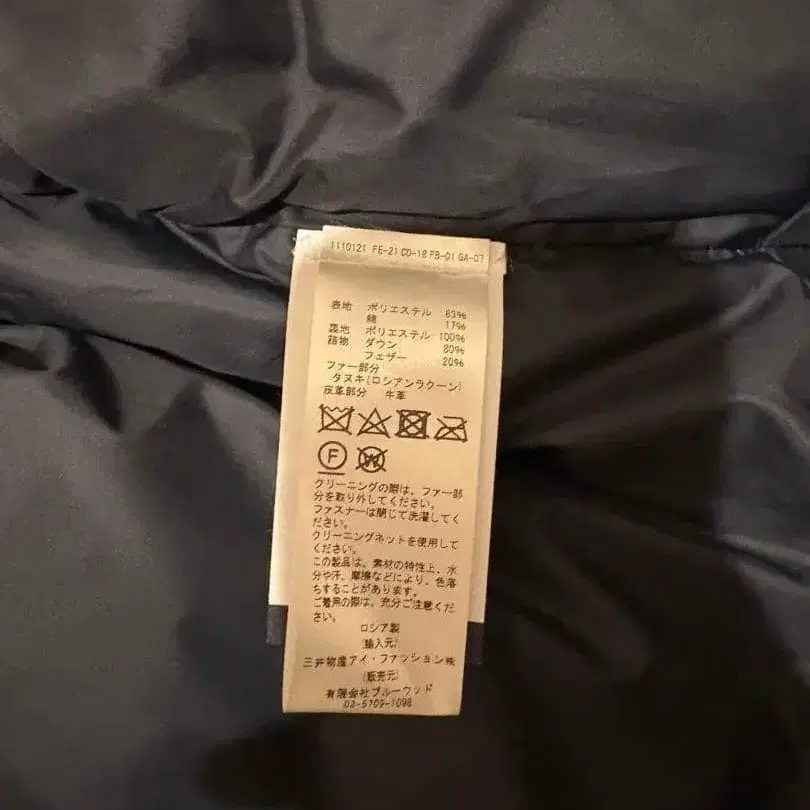 1110121 FE-21 CD-18 FB-01 GA-07
表地 ポリエステル 83%
綿 17%
裏地 ポリエステル 100%
詰物 ダウン 80%
フェザー 20%
ファー部分
タヌキ(ロシアンラクーン)
皮革部分 牛革
F W
クリーニングの際は、ファー部
分を取り外してください。
ファスナーは閉じて洗濯してく
ださい。
クリーニングネットを使用して
ください。
この製品は、素材の特性上、水
分や汗、摩擦などにより、色落
ちすることがあります。
ご着用の際は、充分ご注意くだ
さい。
ロシア製
(輸入元)
三井物産アイ・ファッション㈱
(販売元)
有限会社ブルーウッド
03-5709-1098